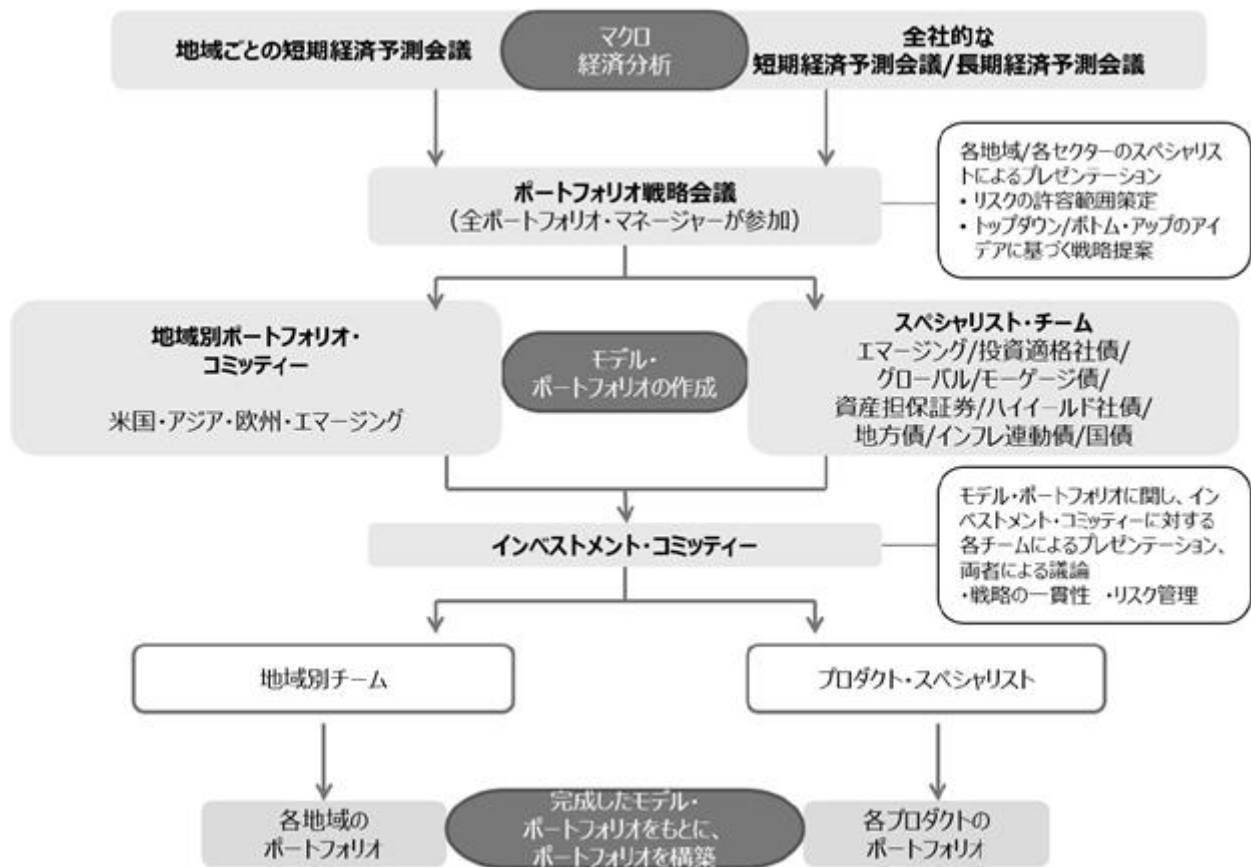 地域ごとの短期経済予測会議
マクロ
経済分析
全社的な
短期経済予測会議/長期経済予測会議
各地域/各セクターのスペシャリス
トによるプレゼンテーション
• リスクの許容範囲策定
• トップダウン/ボトム・アップのアイ
デアに基づく戦略提案
ポートフォリオ戦略会議
（全ポートフォリオ・マネージャーが参加）
地域別ポートフォリオ・
コミッティー
米国・アジア・欧州・エマージング
モデル・
ポートフォリオの作成
スペシャリスト・チーム
エマージング/投資適格社債/
グローバル/モーゲージ債/
資産担保証券/ハイイールド社債/
地方債/インフレ連動債/国債
モデル・ポートフォリオに関し、イン
ベストメント・コミッティーに対する
各チームによるプレゼンテーション、
両者による議論
・戦略の一貫性 ・リスク管理
インベストメント・コミッティー
地域別チーム
プロダクト・スペシャリスト
各地域の
ポートフォリオ
完成したモデル・
ポートフォリオをもとに、
ポートフォリオを構築
各プロダクトの
ポートフォリオ